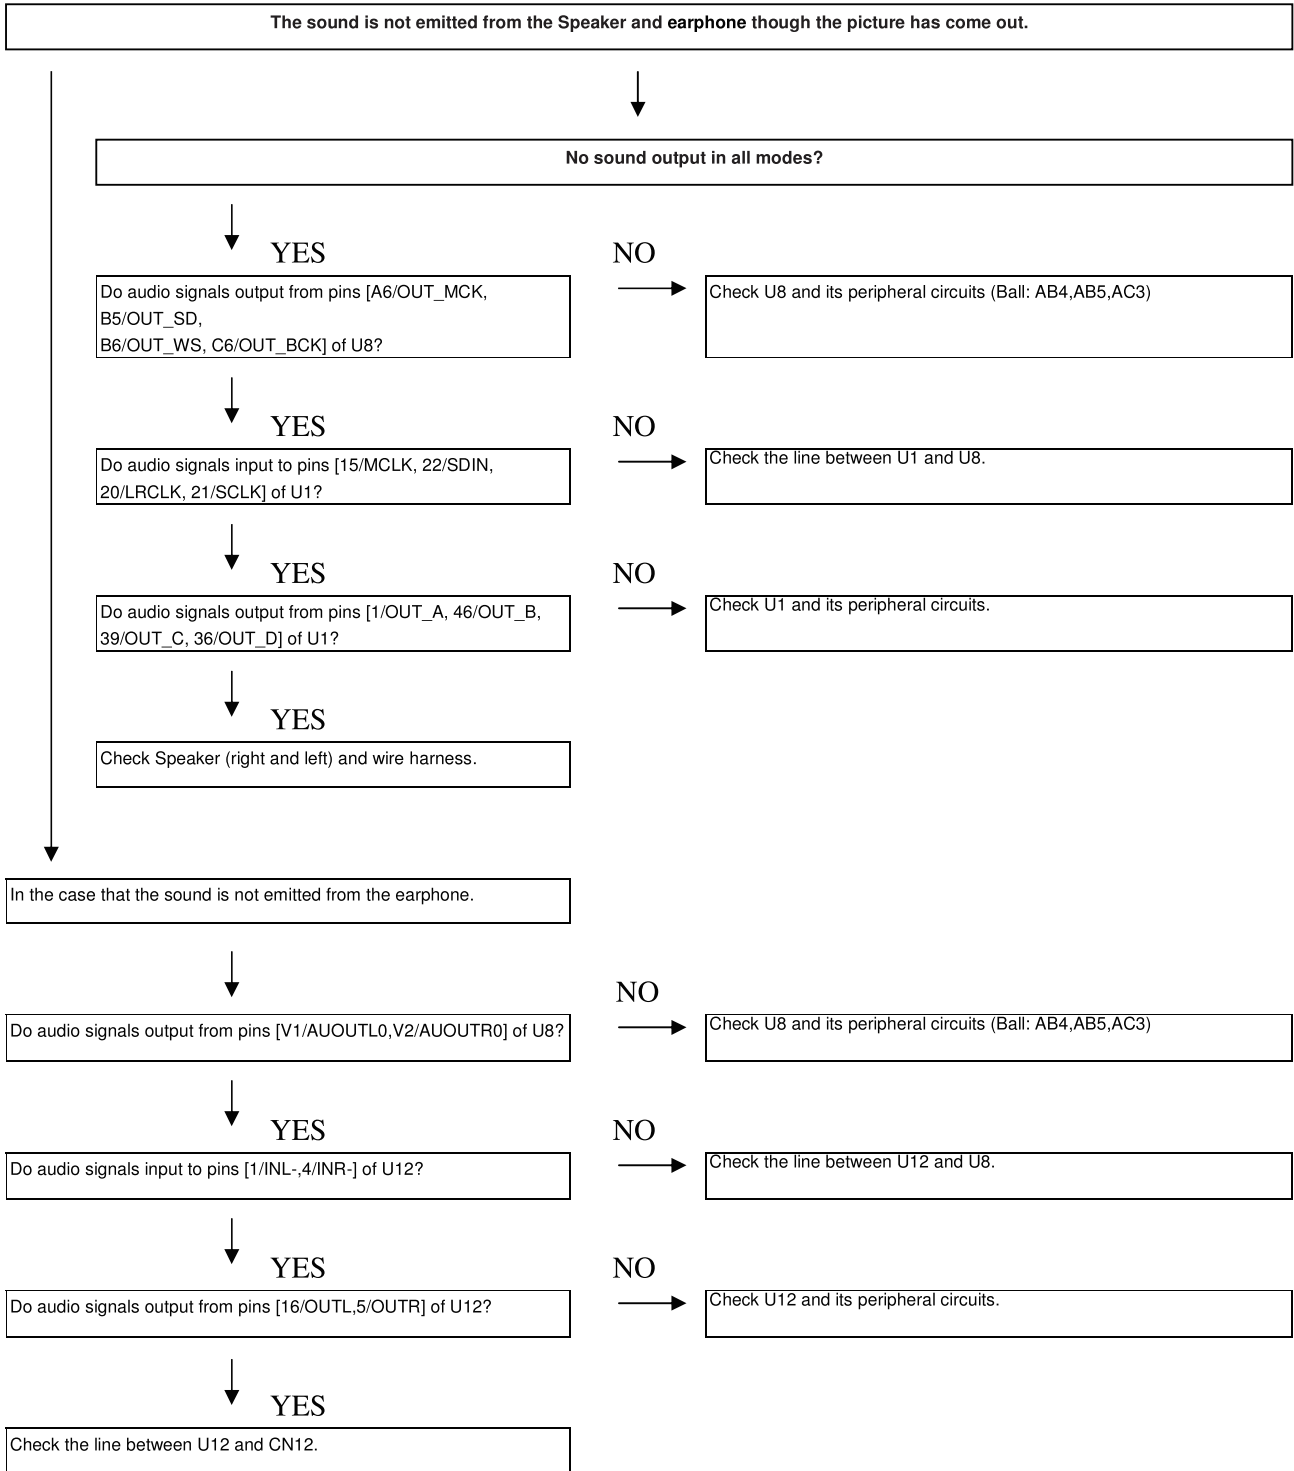 The sound is not emitted from the Speaker and earphone though the picture has come out.
No sound output in all modes?
YES
NO
Do audio signals output from pins [A6/OUT_MCK,
B5/OUT_SD,
B6/OUT_WS, C6/OUT_BCK] of U8?
Check U8 and its peripheral circuits (Ball: AB4,AB5,AC3)
YES
NO
Do audio signals input to pins [15/MCLK, 22/SDIN,
20/LRCLK, 21/SCLK] of U1?
Check the line between U1 and U8.
YES
NO
Do audio signals output from pins [1/OUT_A, 46/OUT_B,
39/OUT_C, 36/OUT_D] of U1?
Check U1 and its peripheral circuits.
YES
Check Speaker (right and left) and wire harness.
In the case that the sound is not emitted from the earphone.
NO
Do audio signals output from pins [V1/AUOUTL0,V2/AUOUTR0] of U8?
Check U8 and its peripheral circuits (Ball: AB4,AB5,AC3)
YES
NO
Do audio signals input to pins [1/INL-,4/INR-] of U12?
Check the line between U12 and U8.
YES
NO
Do audio signals output from pins [16/OUTL,5/OUTR] of U12?
Check U12 and its peripheral circuits.
YES
Check the line between U12 and CN12.